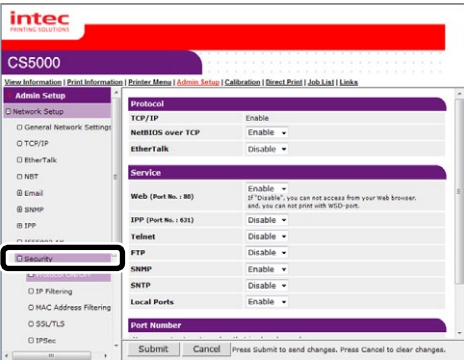 intec
PRINTING SOLUTIONS
CS5000
View Information | Print Information | Printer Menu | Admin Setup | Calibration | Direct Print | Job List | Links
Admin Setup
Network Setup
General Network Settings
TCP/IP
EtherTalk
NBT
Email
SNMP
IPP
Security
IP Filtering
MAC Address Filtering
SSL/TLS
IPSec
Protocol
TCP/IP Enable
NetBIOS over TCP Enable
EtherTalk Disable
Service
Web (Port No. : 80) Enable
If "Disable", you can not access from your Web browser.
and, you can not print with WSD-port.
IPP (Port No. : 631) Disable
Telnet Disable
FTP Disable
SNMP Enable
SNTP Disable
Local Ports Enable
Port Number
Submit Cancel Press Submit to send changes. Press Cancel to clear changes.